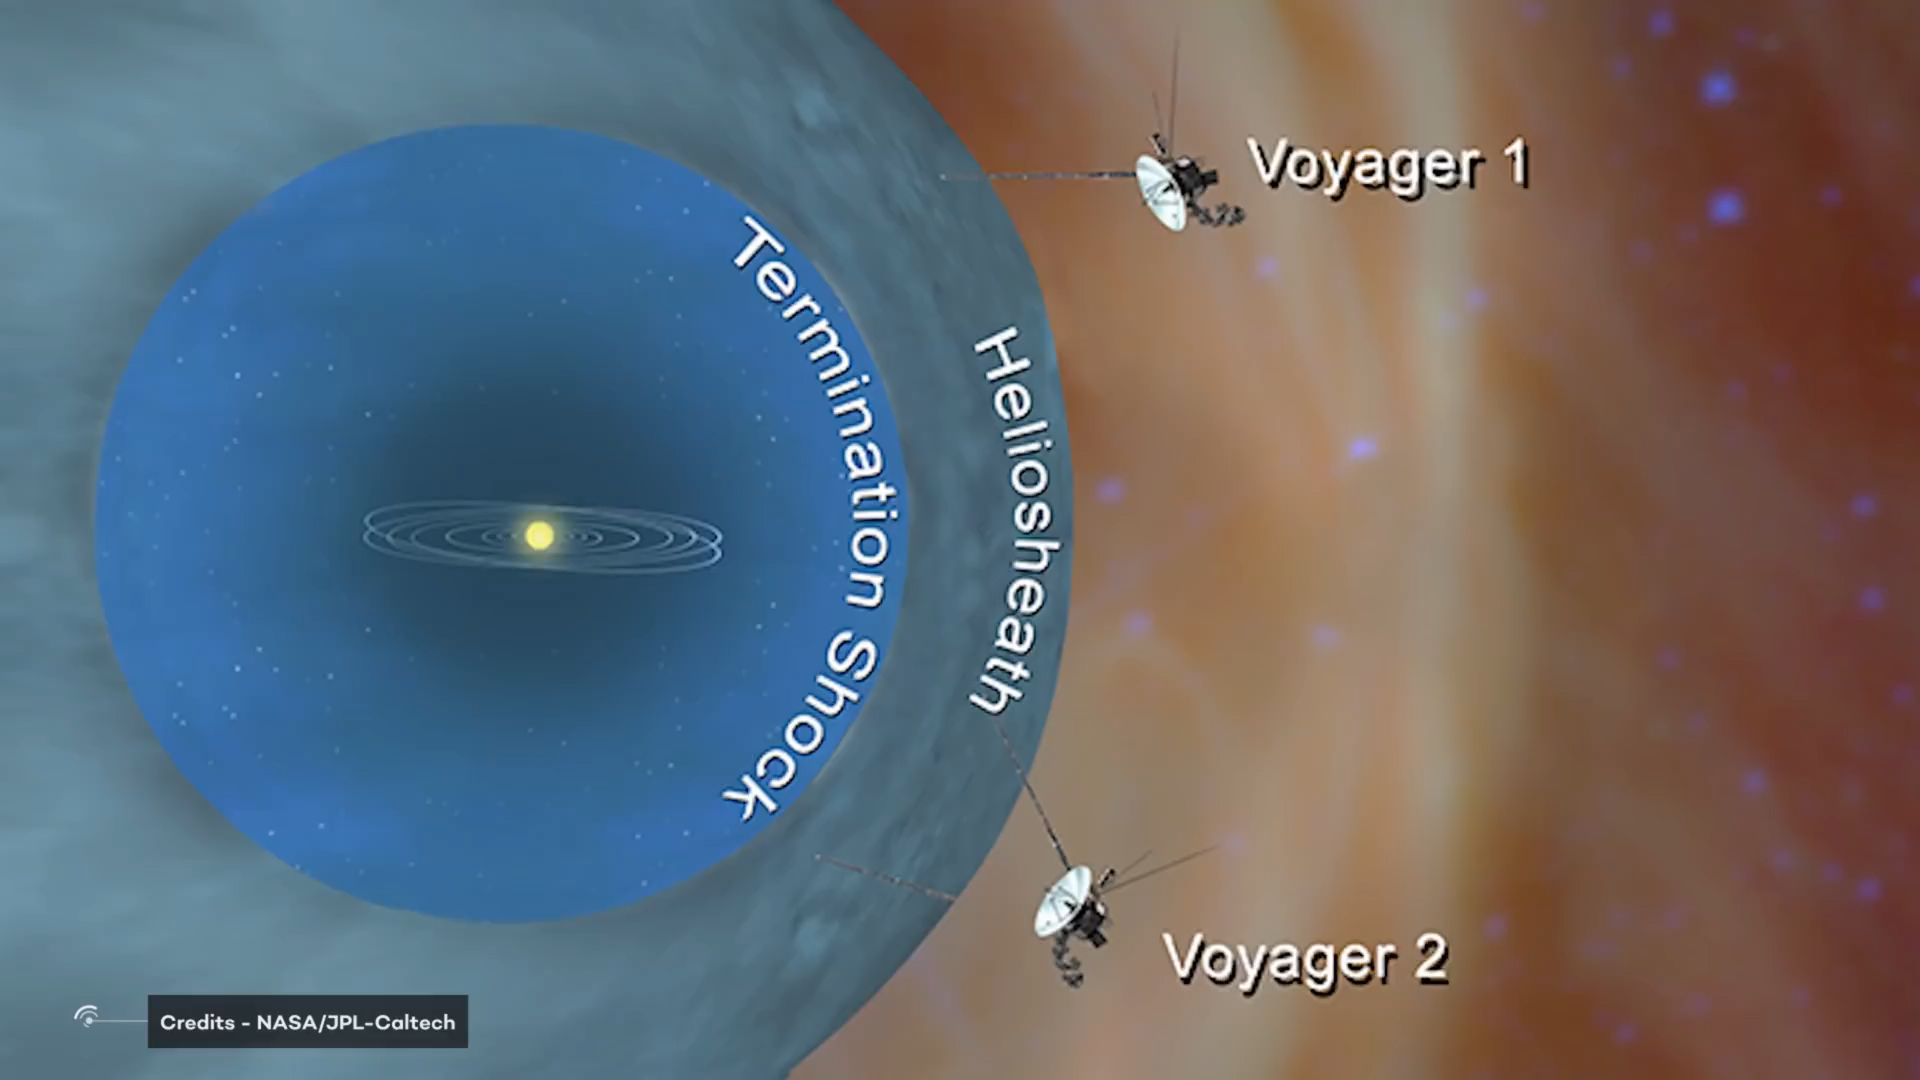 Voyager 1
Termination Shock
Heliosheath
Voyager 2
Credits - NASA/JPL-Caltech